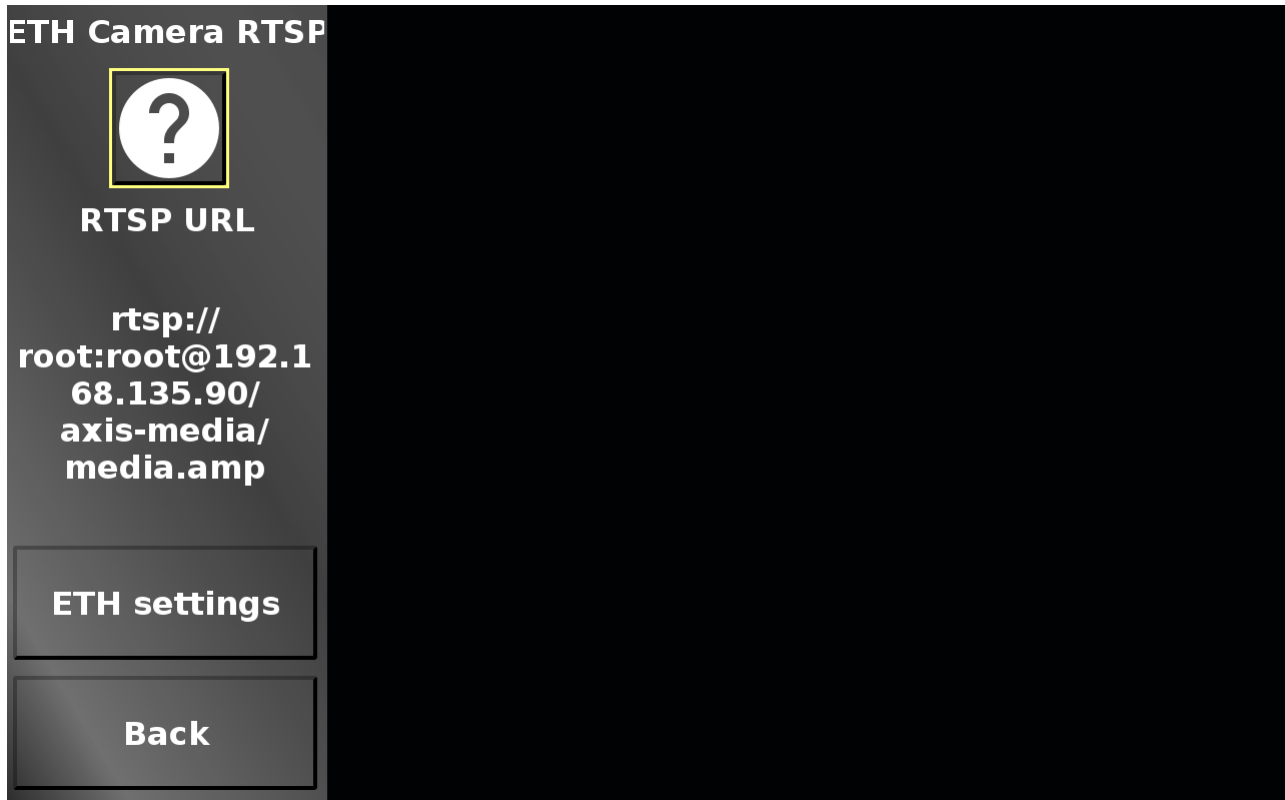 ETH Camera RTSP
?
RTSP URL
rtsp://
root:root@192.1
68.135.90/
axis-media/
media.amp
ETH settings
Back